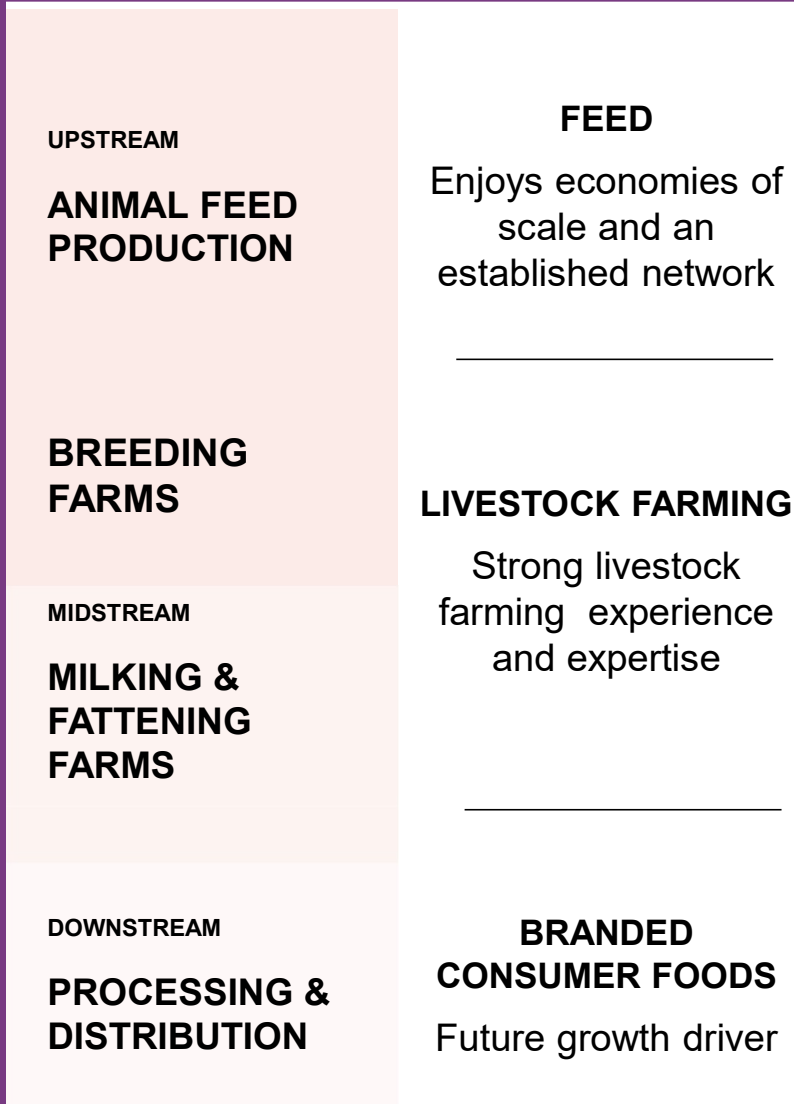 UPSTREAM
ANIMAL FEED
PRODUCTION
FEED
Enjoys economies of
scale and an
established network
BREEDING
FARMS
MIDSTREAM
MILKING &
FATTENING
FARMS
LIVESTOCK FARMING
Strong livestock
farming  experience
and expertise
DOWNSTREAM
PROCESSING &
DISTRIBUTION
BRANDED
CONSUMER FOODS
Future growth driver